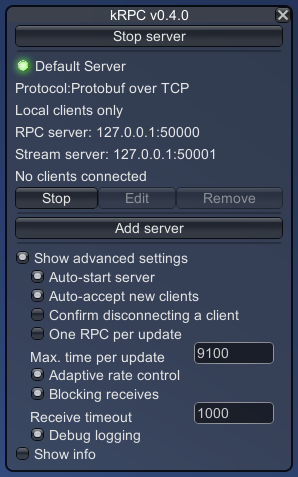 kRPC v0.4.0
Stop server
Default Server
Protocol:Protobuf over TCP
Local clients only
RPC server: 127.0.0.1:50000
Stream server: 127.0.0.1:50001
No clients connected
Stop Edit Remove
Add server
Show advanced settings
Auto-start server
Auto-accept new clients
Confirm disconnecting a client
One RPC per update
Max. time per update 9100
Adaptive rate control
Blocking receives
Receive timeout 1000
Debug logging
Show info